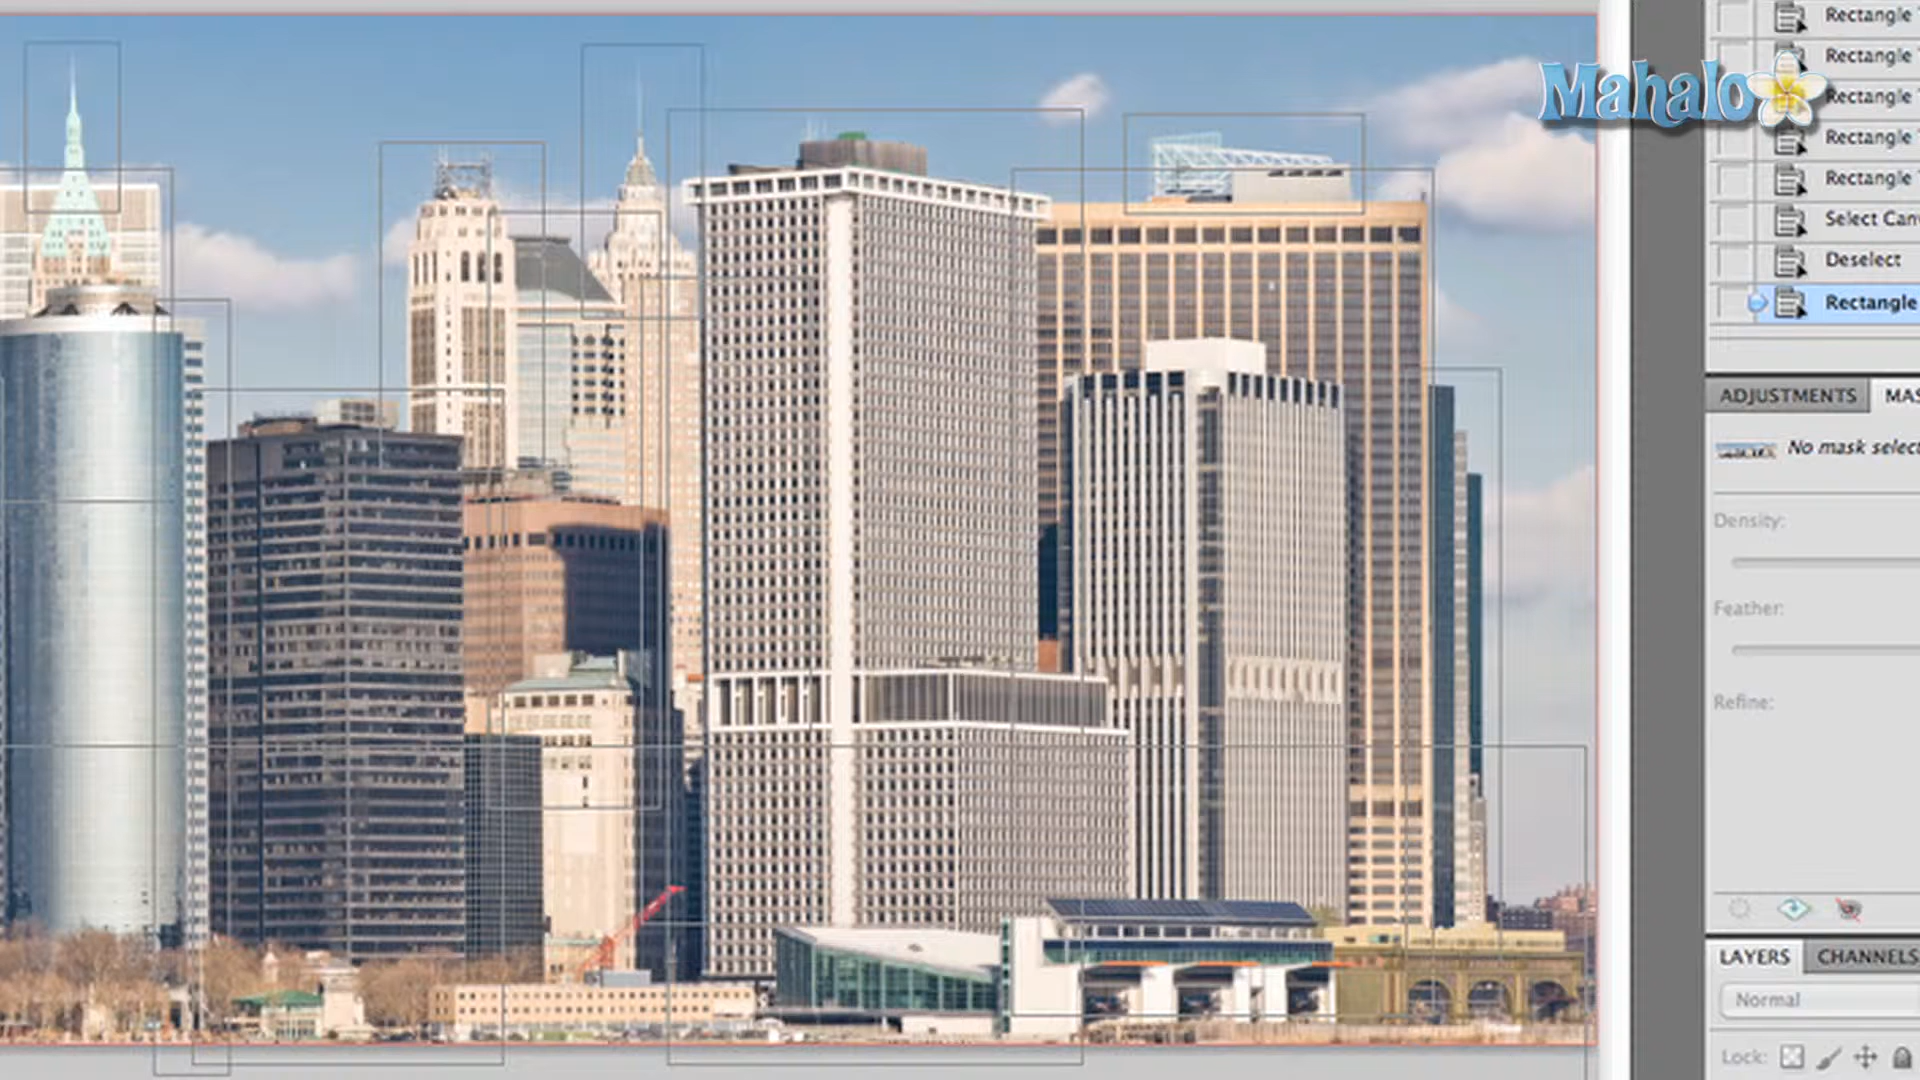 Rectangle
Mahalo
Rectangle
Rectangle
Rectangle
Rectangle
Select Can
Deselect
Rectangle
ADJUSTMENTS
MAS
No mask select
Density:
Feather:
Refine:
LAYERS
CHANNELS
Normal
Lock: